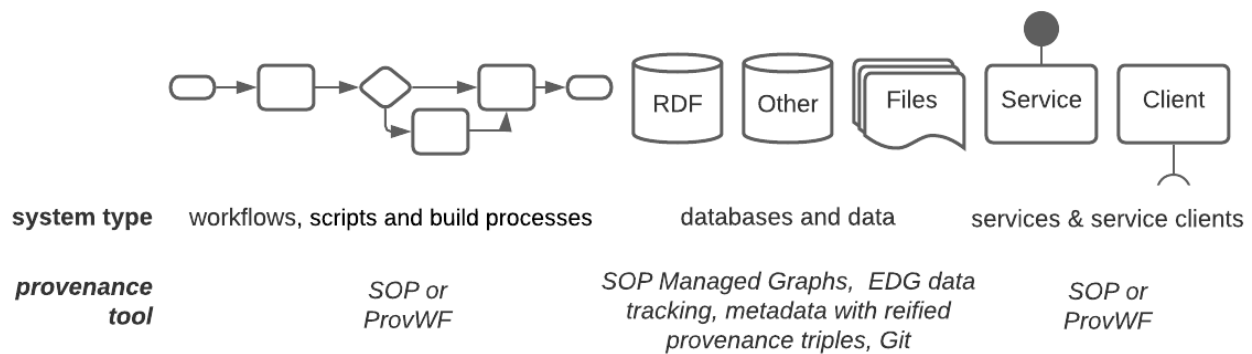 RDF
Other
Files
Service
Client
system type
workflows, scripts and build processes
databases and data
services & service clients
provenance
tool
SOP or
ProvWF
SOP Managed Graphs, EDG data
tracking, metadata with reified
provenance triples, Git
SOP or
ProvWF